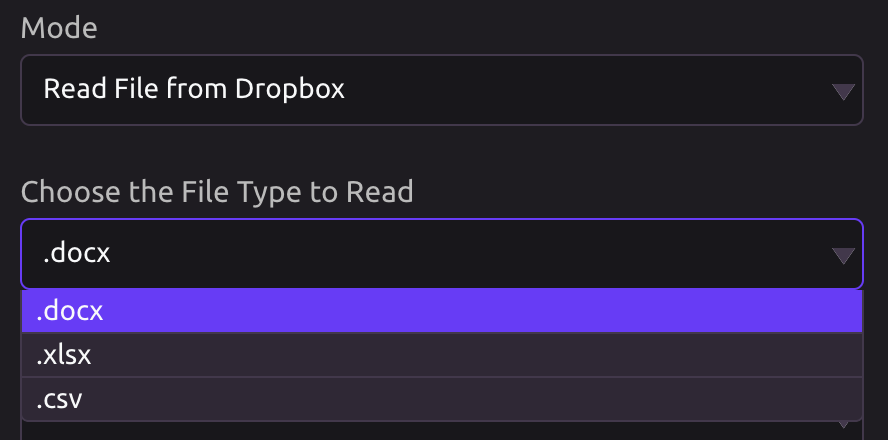 Mode
Read File from Dropbox
Choose the File Type to Read
.docx
.docx
.xlsx
.csv